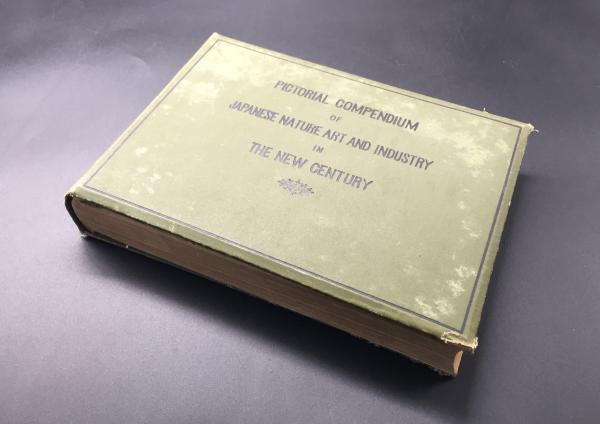 PICTORIAL COMPENDIUM
OF
JAPANESE NATURE ART AND INDUSTRY
IN
THE NEW CENTURY